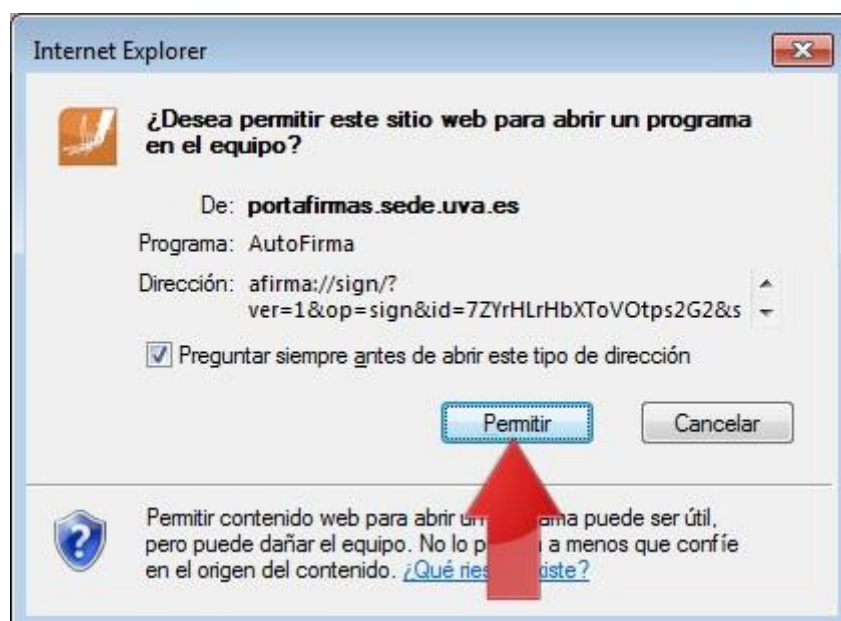 Internet Explorer
¿Desea permitir este sitio web para abrir un programa
en el equipo?
De: portafirmas.sede.uva.es
Programa: AutoFirma
Dirección: afirma://sign/?
ver=1&op=sign&id=7ZYrHLrHbXToVOtps2G2&s
Preguntar siempre antes de abrir este tipo de dirección
Permitir Cancelar
Permitir contenido web para abrir puede ser útil,
pero puede dañar el equipo. No lo a menos que confíe
en el origen del contenido. ¿Qué